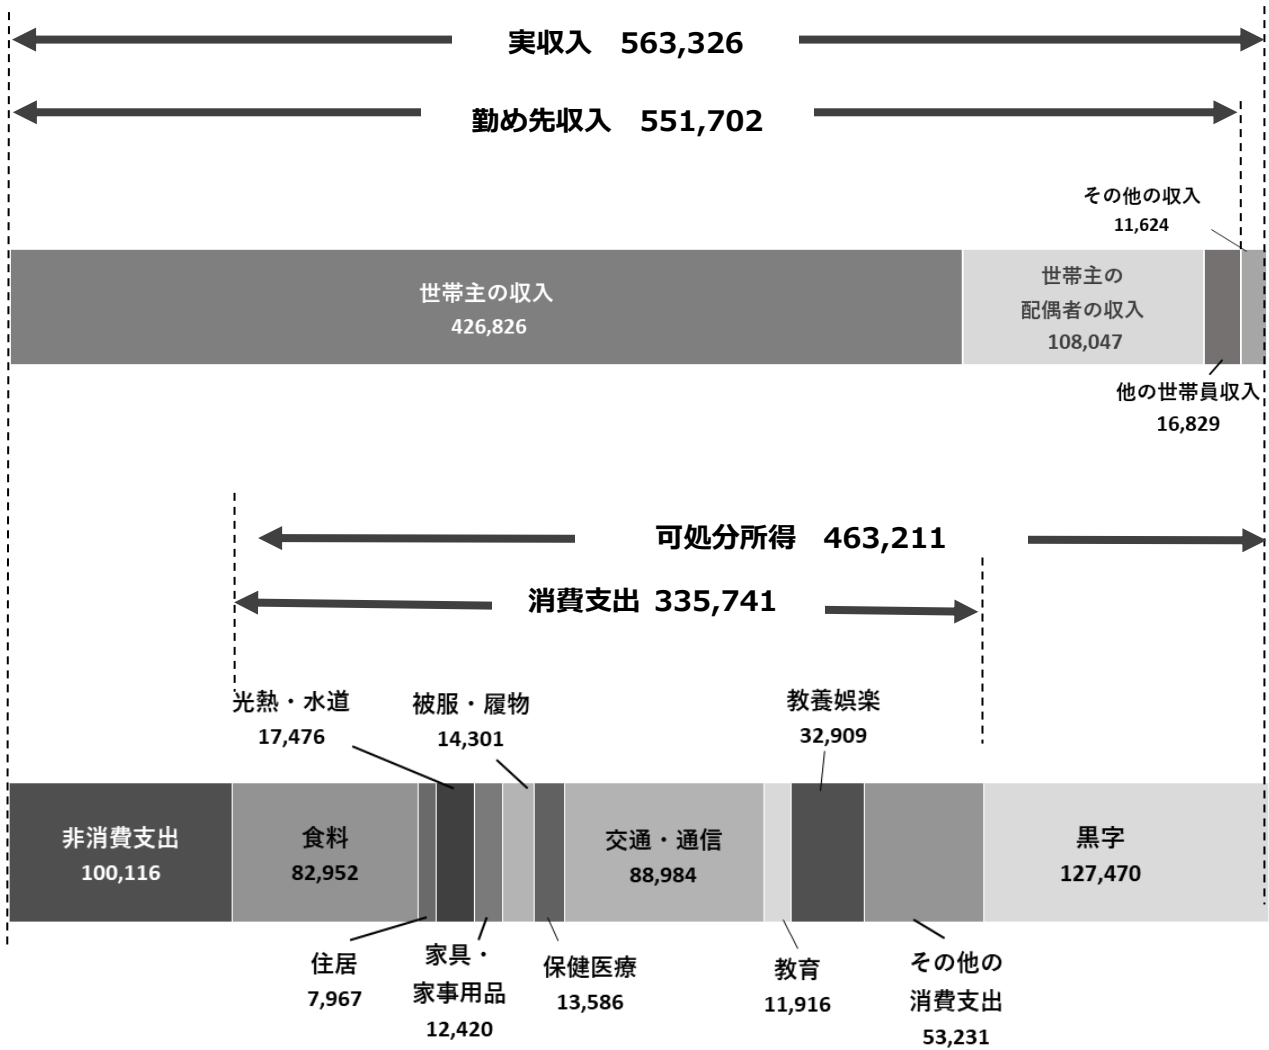 実収入 563,326
勤め先収入 551,702
その他の収入
11,624
世帯主の収入
426,826
世帯主の
配偶者の収入
108,047
他の世帯員収入
16,829
可処分所得 463,211
消費支出 335,741
光熱・水道
17,476
被服・履物
14,301
教養娯楽
32,909
非消費支出
100,116
食料
82,952
交通・通信
88,984
黒字
127,470
住居
7,967
家具・
家事用品
12,420
保健医療
13,586
教育
11,916
その他の
消費支出
53,231